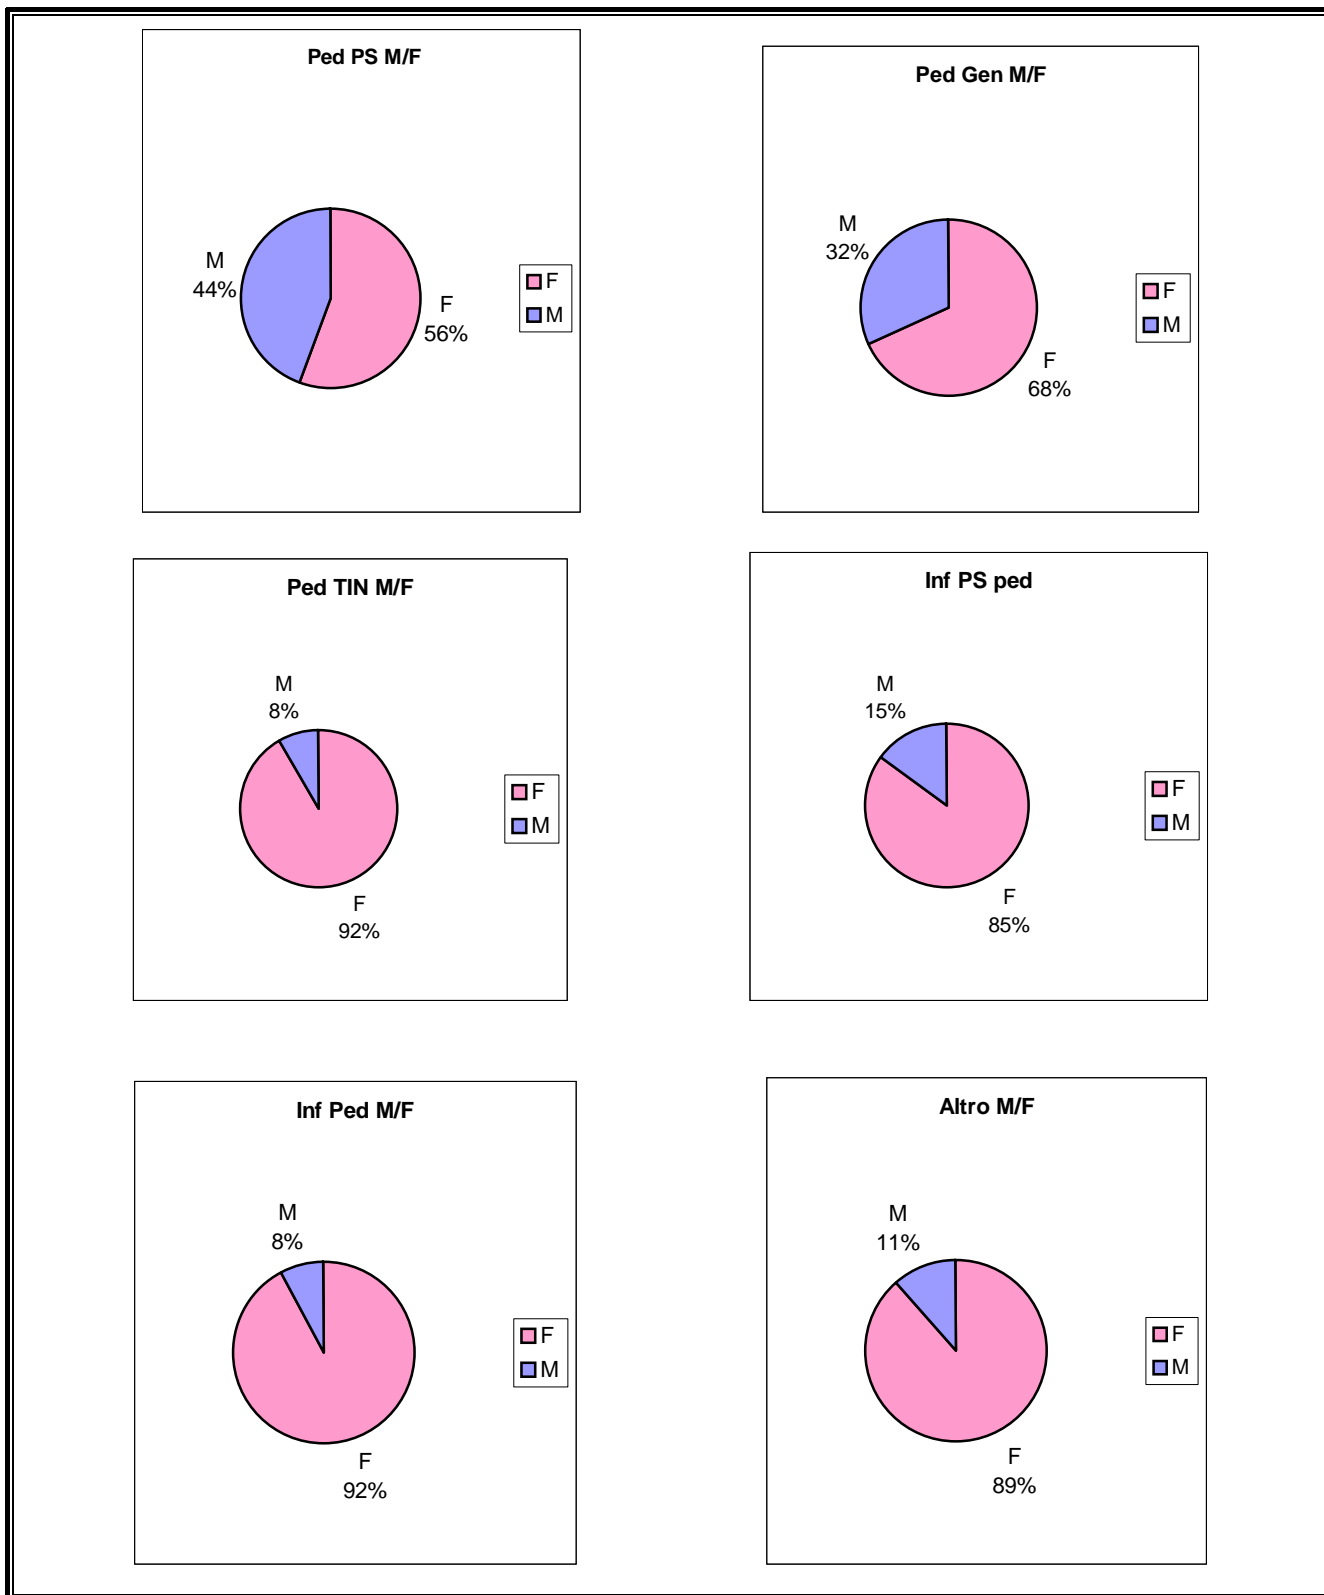 Ped PS M/F
M
44%
F
56%
F
M
Ped Gen M/F
M
32%
F
68%
F
M
Ped TIN M/F
M
8%
F
92%
F
M
Inf PS ped
M
15%
F
85%
F
M
Inf Ped M/F
M
8%
F
92%
F
M
Altro M/F
M
11%
F
89%
F
M